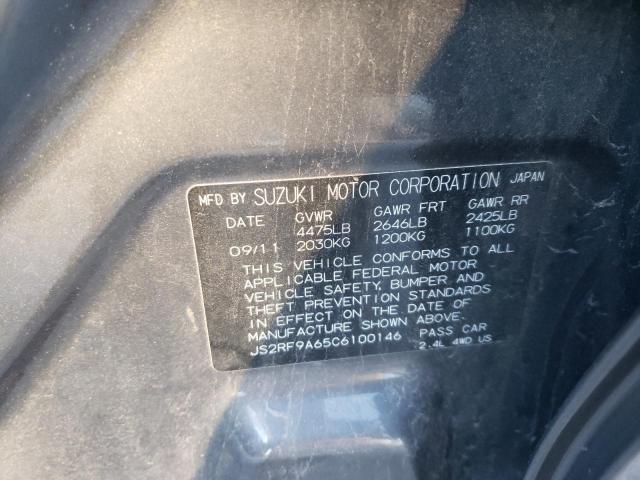 MFD BY SUZUKI MOTOR CORPORATION JAPAN
DATE GVWR GAWR FRT GAWR RR
4475LB 2646LB 2425LB
09/11 2030KG 1200KG 1100KG
THIS VEHICLE CONFORMS TO ALL
APPLICABLE FEDERAL MOTOR
VEHICLE SAFETY, BUMPER AND
THEFT PREVENTION STANDARDS
IN EFFECT ON THE DATE OF
MANUFACTURE SHOWN ABOVE.
JS2RF9A65C6100146 PASS CAR
2.4L 4WD US